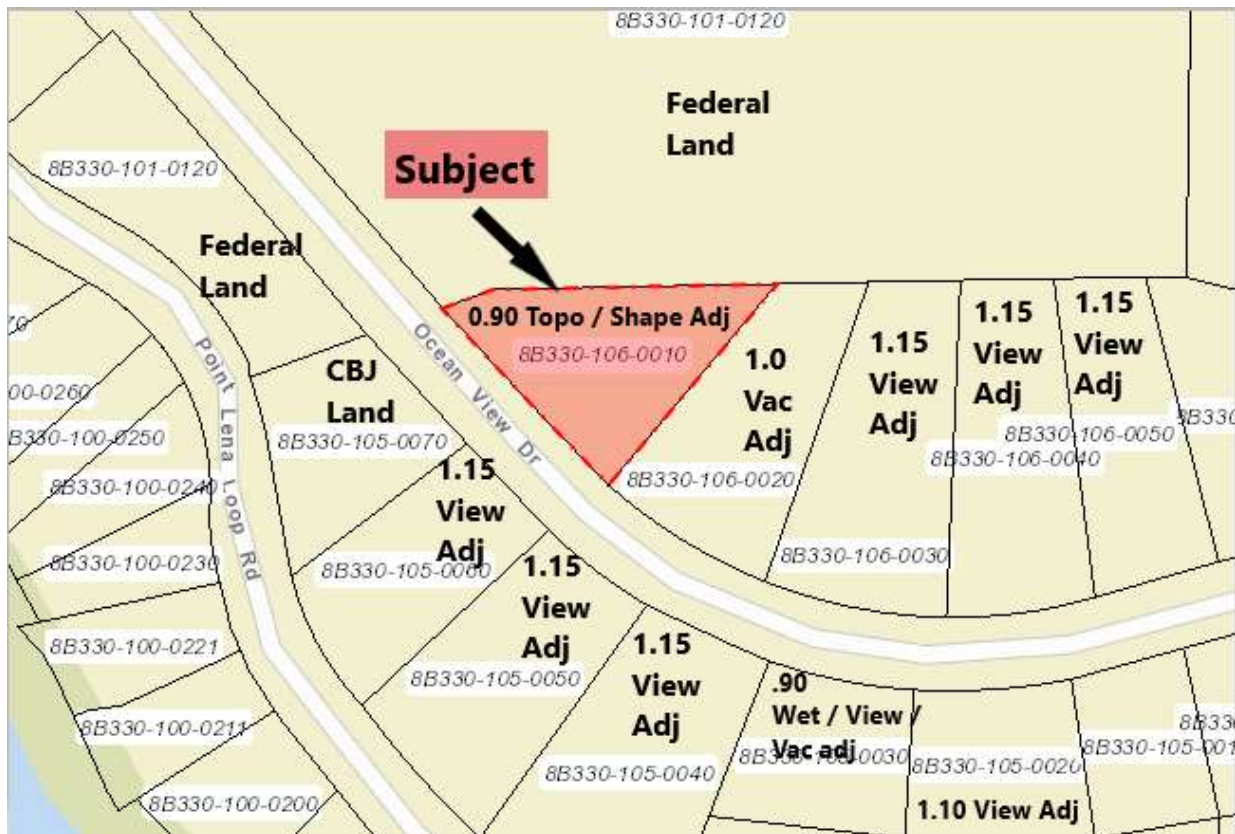 8B330-101-0120
Federal
Land
Subject
8B330-101-0120
Federal
Land
0.90 Topo / Shape Adj
8B330-106-0010
Ocean View Dr
Point Lena Loop Rd
CBJ
Land
8B330-105-0070
1.0
Vac
Adj
8B330-106-0020
1.15
View
Adj
8B330-106-0030
1.15
View
Adj
8B330-106-0040
1.15
View
Adj
8B330-106-0050
8B330-
70
00-0260
8B330-100-0250
8B330-100-0240
8B330-100-0230
8B330-100-0221
8B330-100-0211
8B330-100-0200
1.15
View
Adj
8B330-105-0060
1.15
View
Adj
8B330-105-0050
1.15
View
Adj
8B330-105-0040
.90
Wet / View /
Vac adj
8B330-105-0030
8B330-105-0020
1.10 View Adj
8B330-105-001
8B330